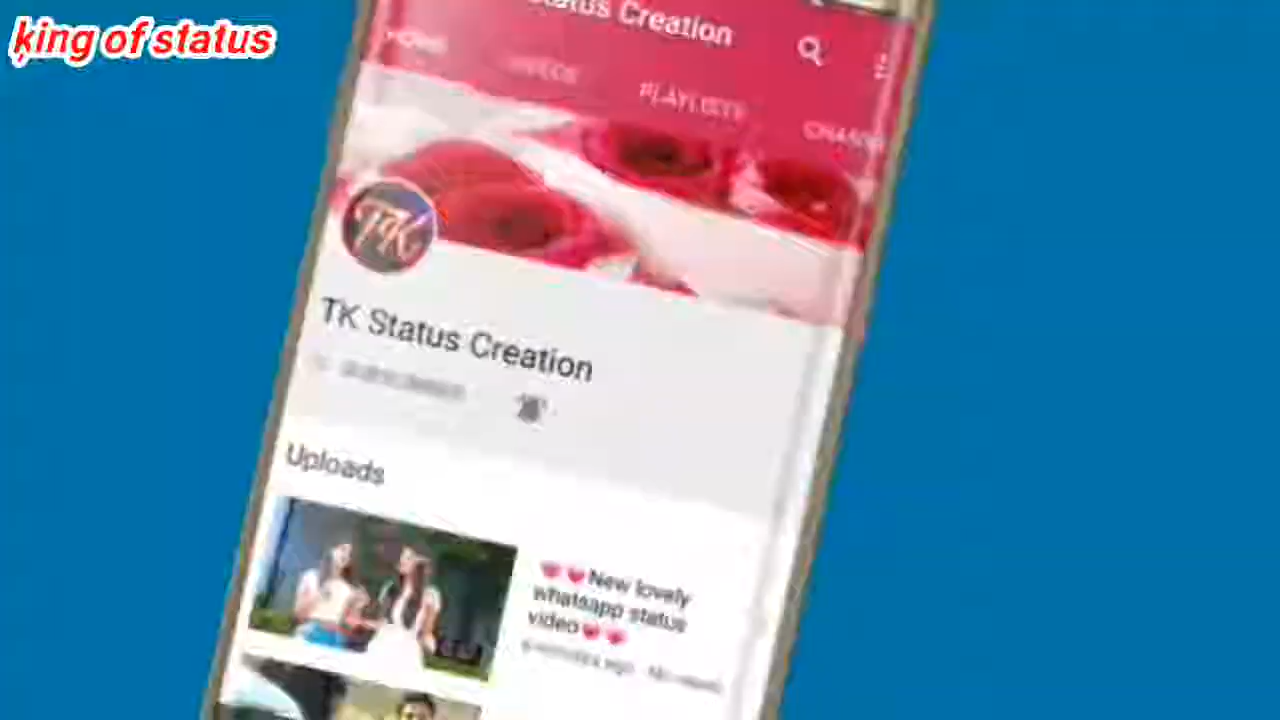 king of status
Status Creation
HOME
VIDEOS
PLAYLISTS
TK
TK Status Creation
Uploads
❤❤New lovely
whatsapp status
video❤❤